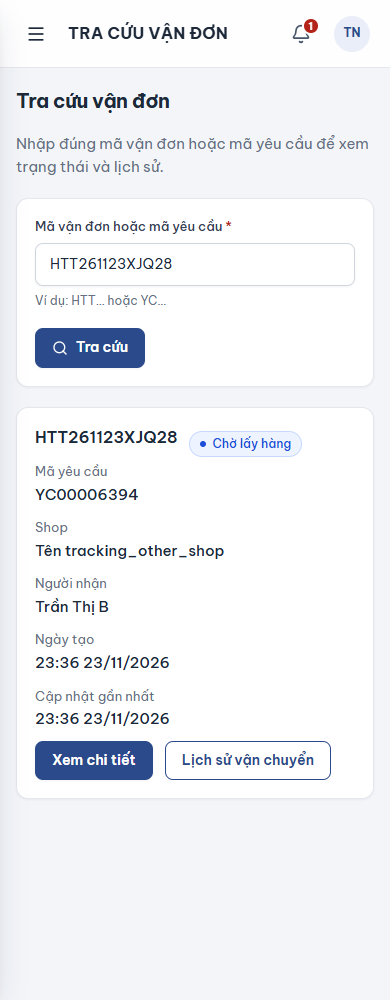 TRA CỨU VẬN ĐƠN
1
TN
Tra cứu vận đơn
Nhập đúng mã vận đơn hoặc mã yêu cầu để xem
trạng thái và lịch sử.
Mã vận đơn hoặc mã yêu cầu *
HTT261123XJQ28
Ví dụ: HTT... hoặc YC...
Tra cứu
HTT261123XJQ28
Chờ lấy hàng
Mã yêu cầu
YC00006394
Shop
Tên tracking_other_shop
Người nhận
Trần Thị B
Ngày tạo
23:36 23/11/2026
Cập nhật gần nhất
23:36 23/11/2026
Xem chi tiết
Lịch sử vận chuyển